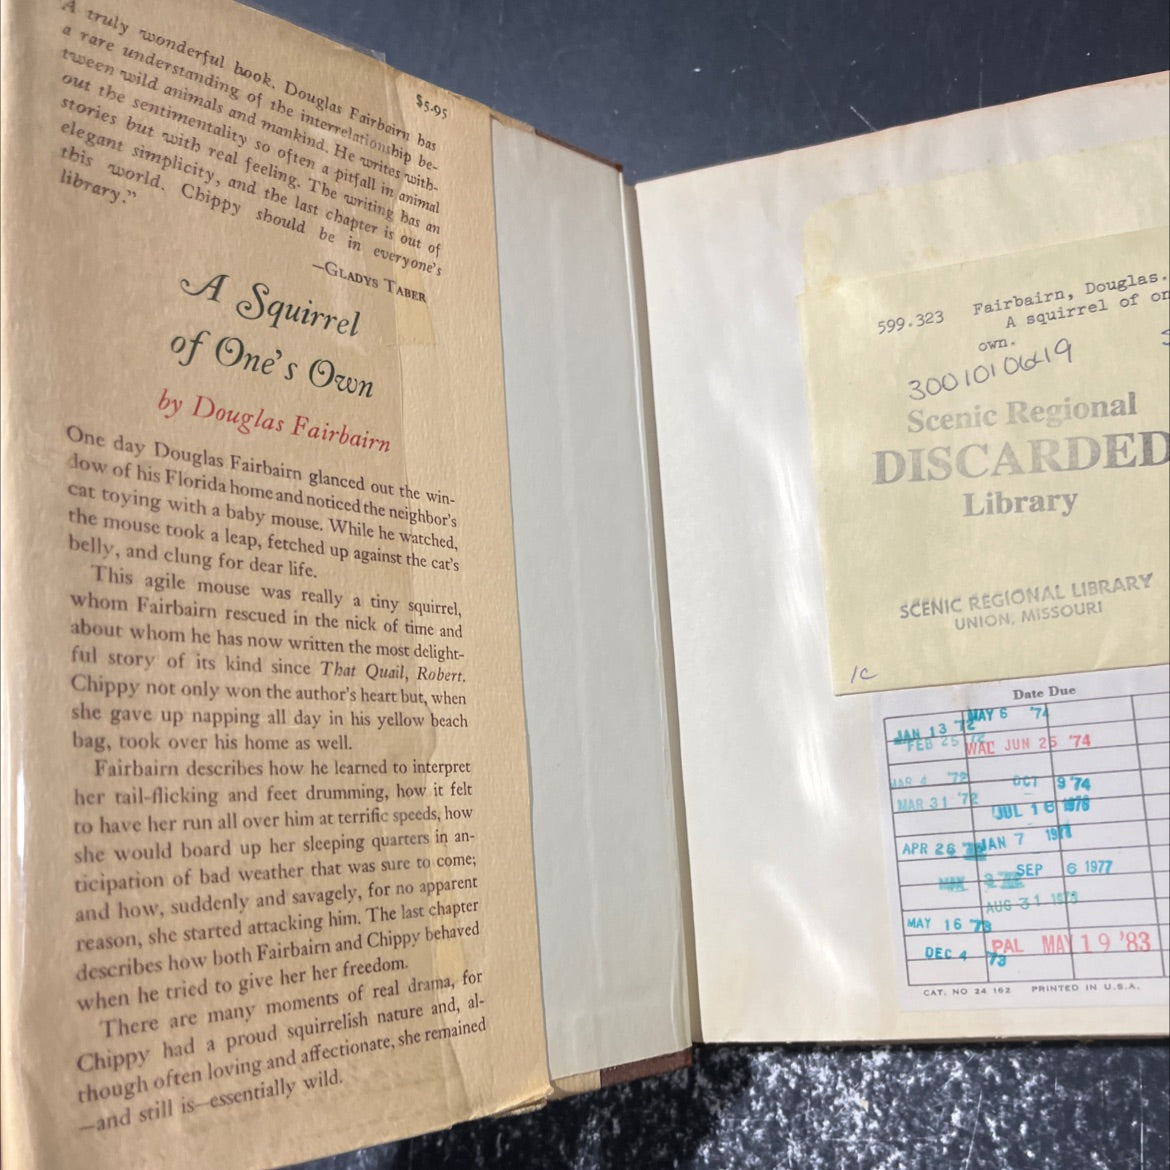 A truly wonderful book. Douglas Fairbairn has
a rare understanding of the interrelationship be-
tween wild animals and mankind. He writes with-
out the sentimentality so often a pitfall in animal
stories but with real feeling. The writing has an
elegant simplicity, and the last chapter is out of
this world. Chippy should be in everyone's
library."
—GLADYS TABER
$5.95
A Squirrel
of One's Own
by Douglas Fairbairn
One day Douglas Fairbairn glanced out the win-
dow of his Florida home and noticed the neighbor's
cat toying with a baby mouse. While he watched,
the mouse took a leap, fetched up against the cat's
belly, and clung for dear life.
This agile mouse was really a tiny squirrel,
whom Fairbairn rescued in the nick of time and
about whom he has now written the most delight-
ful story of its kind since That Quail, Robert.
Chippy not only won the author's heart but, when
she gave up napping all day in his yellow beach
bag, took over his home as well.
Fairbairn describes how he learned to interpret
her tail-flicking and feet drumming, how it felt
to have her run all over him at terrific speeds, how
she would board up her sleeping quarters in an-
ticipation of bad weather that was sure to come;
and how, suddenly and savagely, for no apparent
reason, she started attacking him. The last chapter
describes how both Fairbairn and Chippy behaved
when he tried to give her her freedom.
There are many moments of real drama, for
Chippy had a proud squirrelish nature and, al-
though often loving and affectionate, she remained
—and still is—essentially wild.
599.323 Fairbairn, Douglas.
A squirrel of on
own.
3001010619
Scenic Regional
DISCARDED
Library
SCENIC REGIONAL LIBRARY
UNION, MISSOURI
1c
Date Due
JAN 13 '72 MAY 6 '74
FEB 25 '72 WAC JUN 25 '74
MAR 4 '72 OCT 9 '74
MAR 31 '72 JUL 16 1976
APR 26 JAN 7 1977
SEP 6 1977
AUG 31
MAY 16 '73
DEC 4 '73 PAL MAY 19 '83
CAT. NO 24 162 PRINTED IN U.S.A.